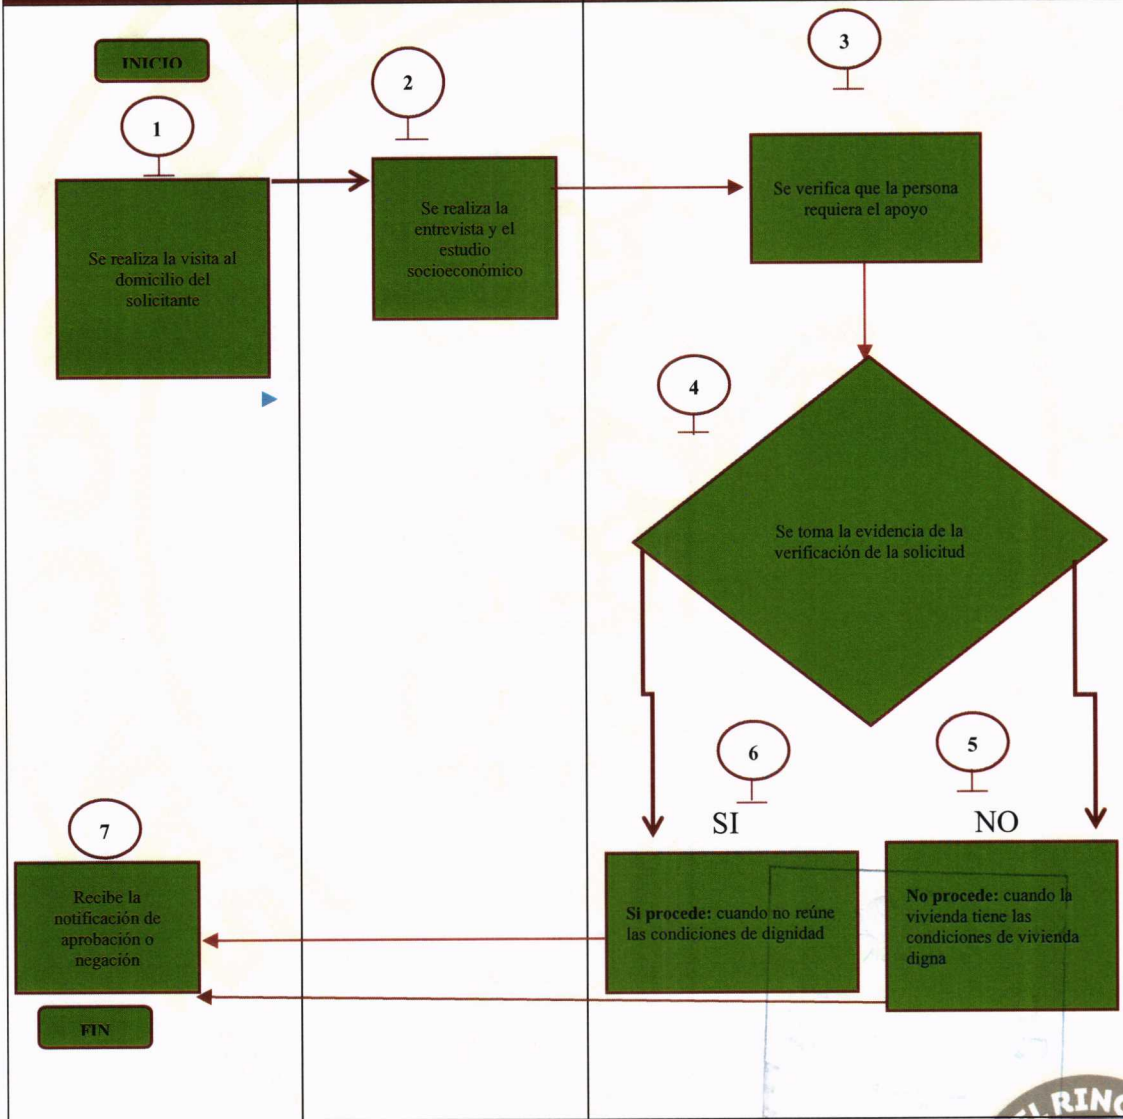 INICIO
1
Se realiza la visita al
domicilio del
solicitante
2
Se realiza la
entrevista y el
estudio
socioeconómico
3
Se verifica que la persona
requiera el apoyo
4
Se toma la evidencia de la
verificación de la solicitud
6
SI
Si procede: cuando no reúne
las condiciones de dignidad
5
NO
No procede: cuando la
vivienda tiene las
condiciones de vivienda
digna
7
Recibe la
notificación de
aprobación o
negación
FIN